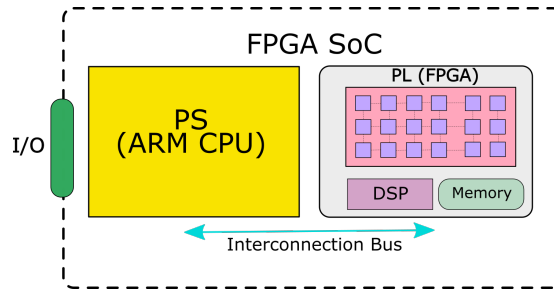 FPGA SoC
I/O
PS
(ARM CPU)
PL (FPGA)
DSP
Memory
Interconnection Bus